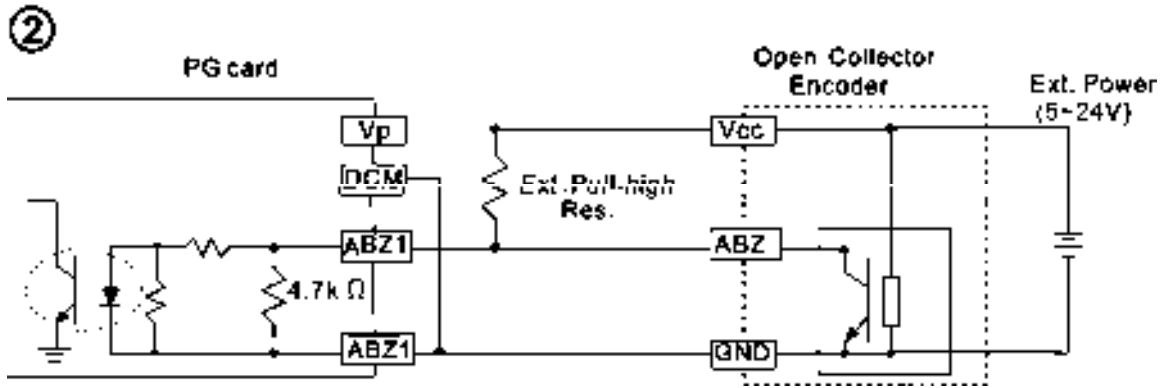 ②
PG card
Open Collector
Encoder
Ext. Power
(5~24V)
Vp
Vcc
DCM
Ext. Pull-high
Res.
ABZ1
ABZ
4.7k Ω
ABZ1
GND